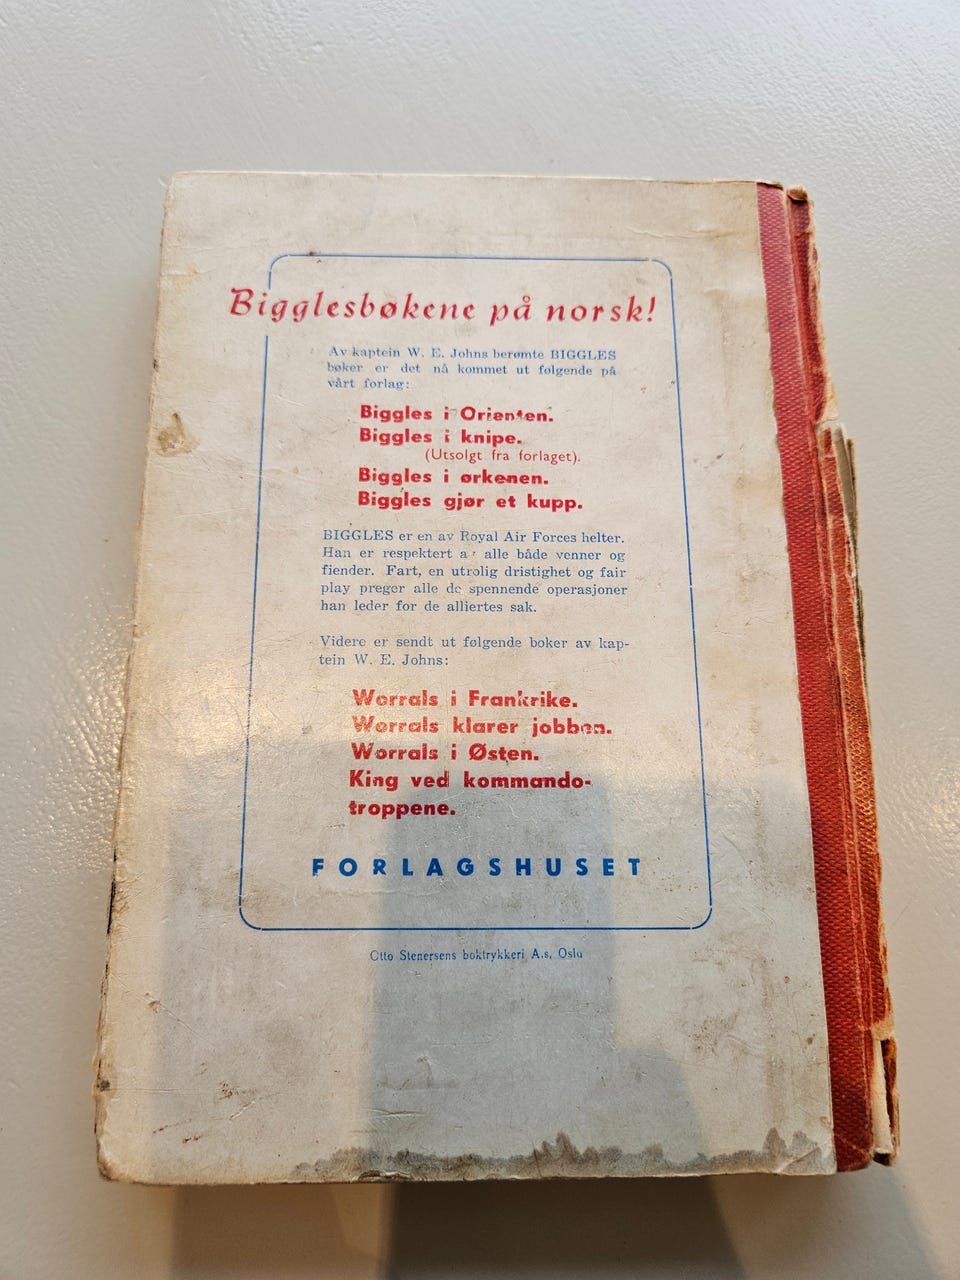 Bigglesbøkene på norsk!
Av kaptein W. E. Johns berømte BIGGLES
bøker er det nå kommet ut følgende på
vårt forlag:
Biggles i Orienten.
Biggles i knipe.
(Utsolgt fra forlaget).
Biggles i ørkenen.
Biggles gjør et kupp.
BIGGLES er en av Royal Air Forces helter.
Han er respektert av alle både venner og
fiender. Fart, en utrolig dristighet og fair
play preger alle de spennende operasjoner
han leder for de alliertes sak.
Videre er sendt ut følgende boker av kap-
tein W. E. Johns:
Worrals i Frankrike.
Worrals klarer jobben.
Worrals i Østen.
King ved kommando-
troppene.
FORLAGSHUSET
Otto Stenersens boktrykkeri A.s, Oslo